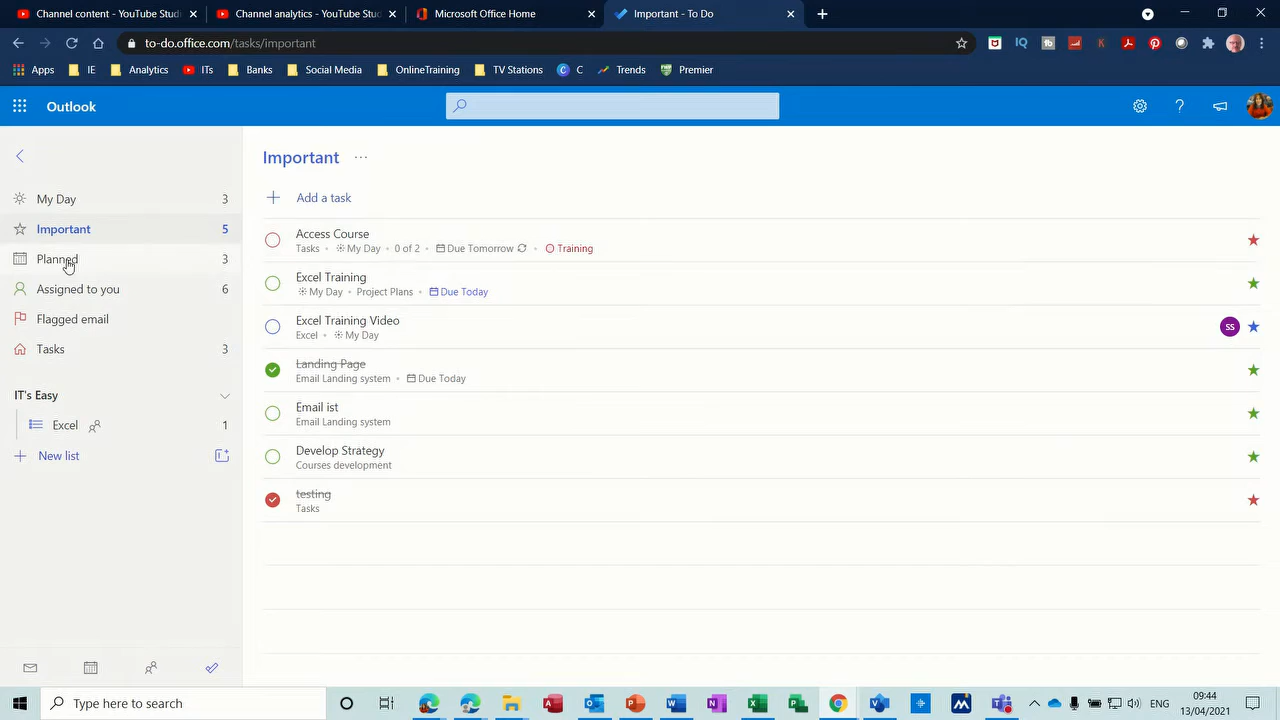 Channel content - YouTube Studi
Channel analytics - YouTube Stud
Microsoft Office Home
Important - To Do
to-do.office.com/tasks/important
Apps
IE
Analytics
ITs
Banks
Social Media
OnlineTraining
TV Stations
C
Trends
Premier
Outlook
My Day 3
Important 5
Planned 3
Assigned to you 6
Flagged email
Tasks 3
IT's Easy
Excel 1
New list
Important ...
Add a task
Access Course
Tasks • My Day • 0 of 2 • Due Tomorrow • Training
Excel Training
My Day • Project Plans • Due Today
Excel Training Video
Excel • My Day
SS
Landing Page
Email Landing system • Due Today
Email ist
Email Landing system
Develop Strategy
Courses development
testing
Tasks
Type here to search
ENG
09:44
13/04/2021